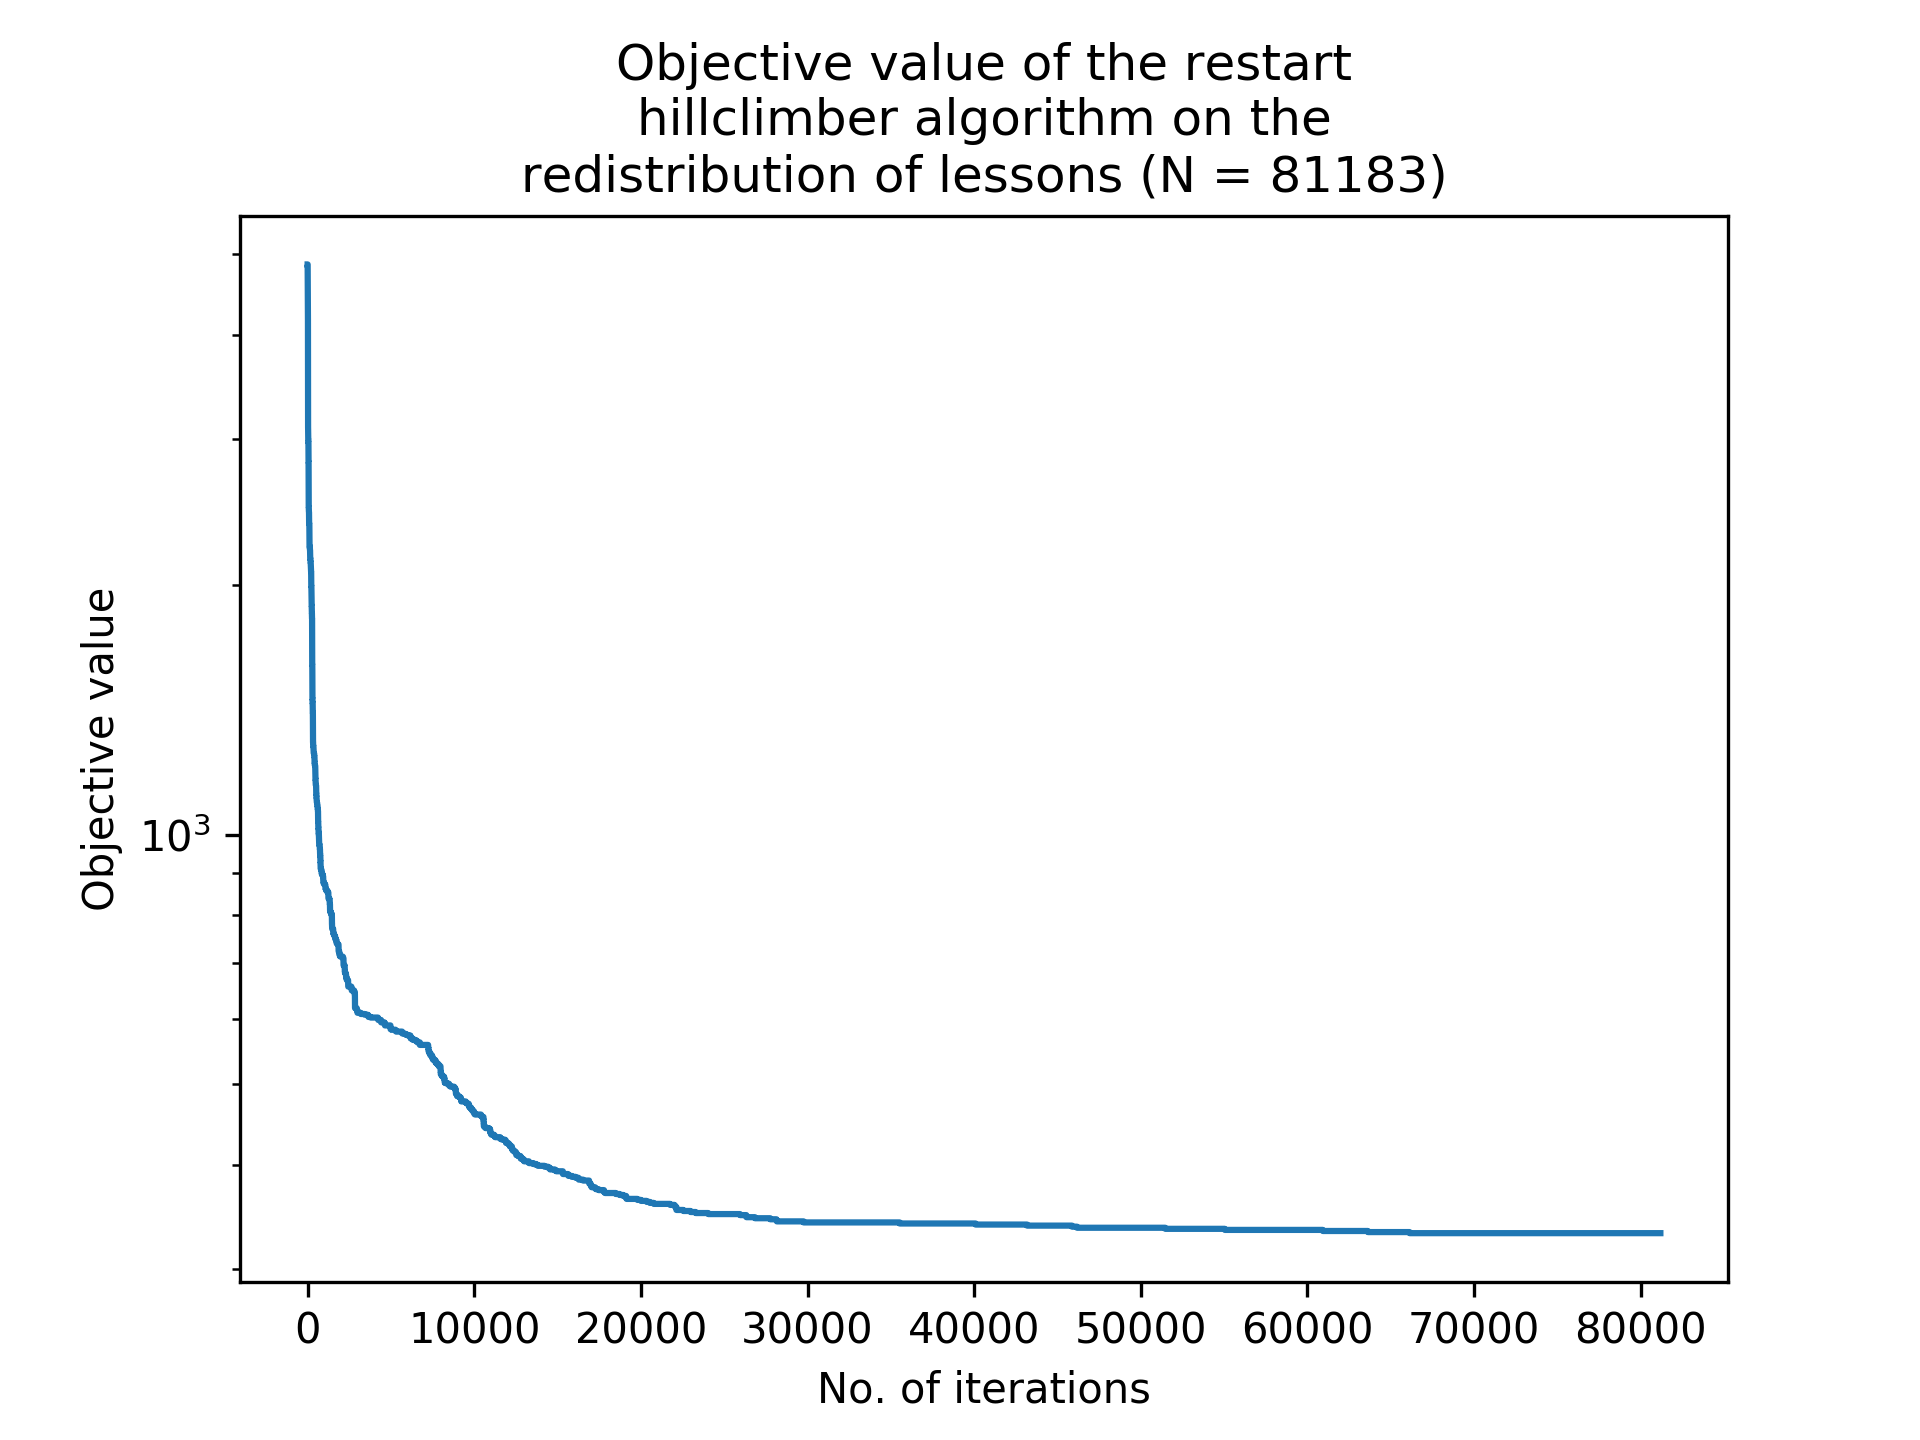 Objective value of the restart
hillclimber algorithm on the
redistribution of lessons (N = 81183)
Objective value
10³
0 10000 20000 30000 40000 50000 60000 70000 80000
No. of iterations